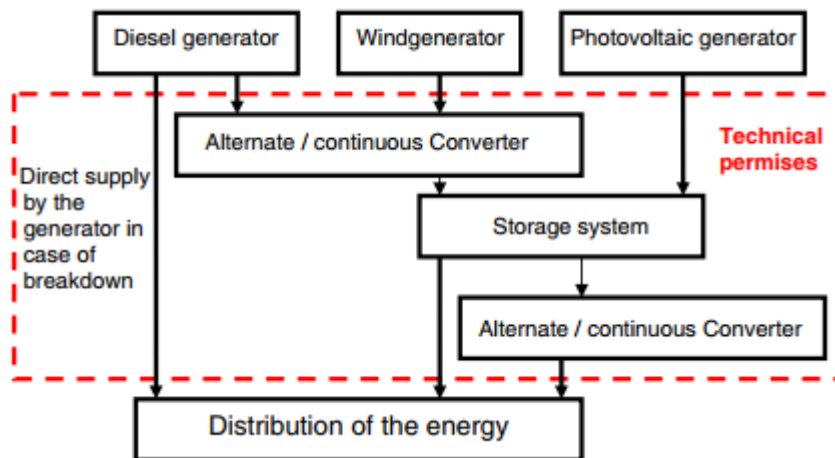 Diesel generator
Windgenerator
Photovoltaic generator
Alternate / continuous Converter
Technical
permises
Direct supply
by the
generator in
case of
breakdown
Storage system
Alternate / continuous Converter
Distribution of the energy